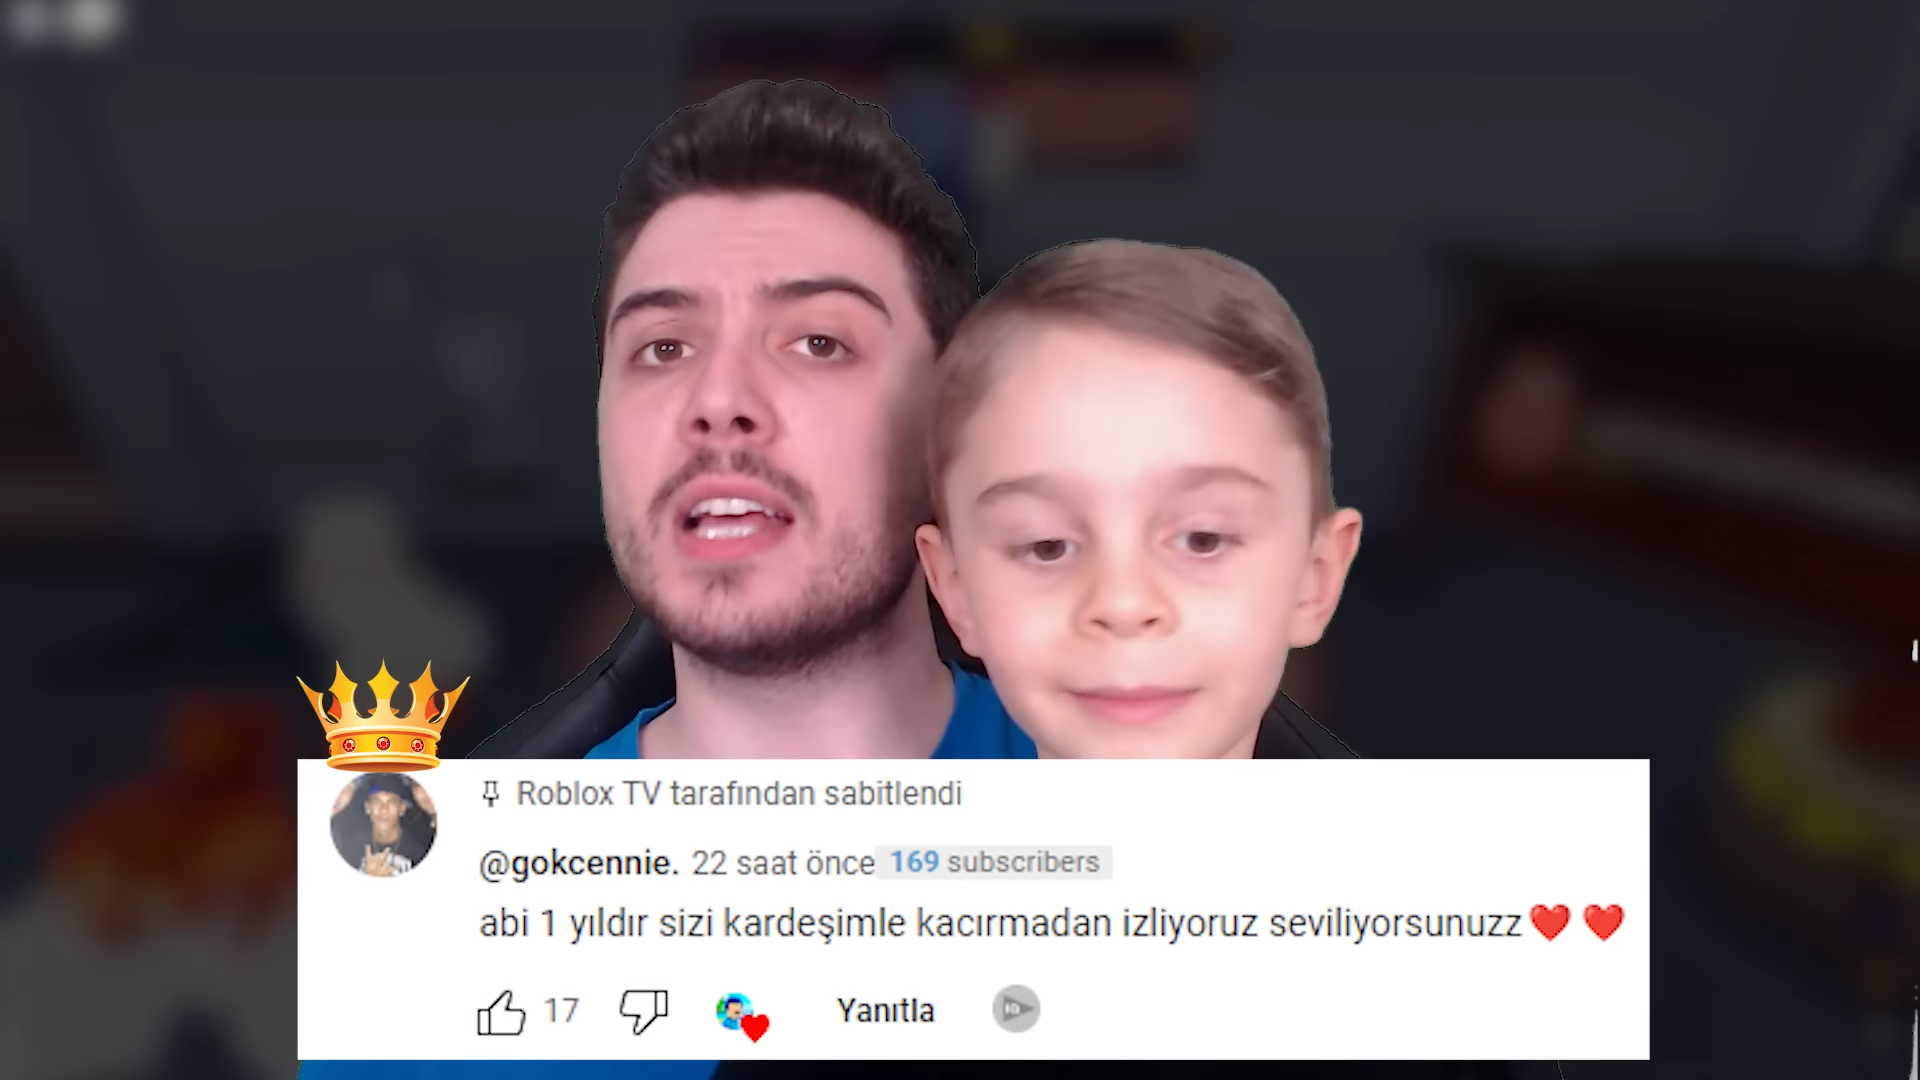 Roblox TV tarafından sabitlendi
@gokcennie. 22 saat önce 169 subscribers
abi 1 yıldır sizi kardeşimle kacırmadan izliyoruz seviliyorsunuzz❤️ ❤️
17 Yanıtla